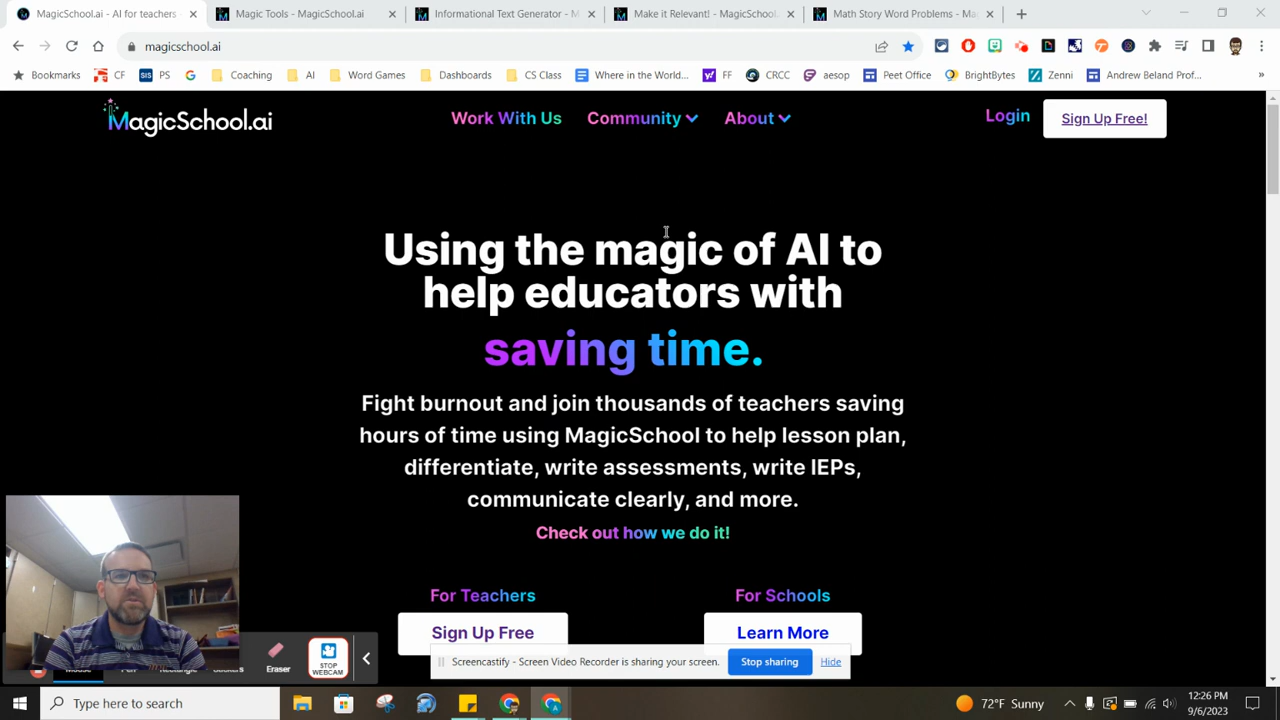 MagicSchool.ai - AI for teachers
Magic Tools - MagicSchool.ai
Informational Text Generator - M
Make it Relevant! - MagicSchool.
Math Story Word Problems - Ma
magicschool.ai
Bookmarks CF PS Coaching AI Word Games Dashboards CS Class Where in the World... FF CRCC aesop Peet Office BrightBytes Zenni Andrew Beland Prof... »
MagicSchool.ai
Work With Us Community About
Login Sign Up Free!
Using the magic of AI to
help educators with
saving time.
Fight burnout and join thousands of teachers saving
hours of time using MagicSchool to help lesson plan,
differentiate, write assessments, write IEPs,
communicate clearly, and more.
Check out how we do it!
For Teachers For Schools
Sign Up Free Learn More
Eraser STOP WEBCAM
Screencastify - Screen Video Recorder is sharing your screen. Stop sharing Hide
Type here to search
72°F Sunny
12:26 PM
9/6/2023